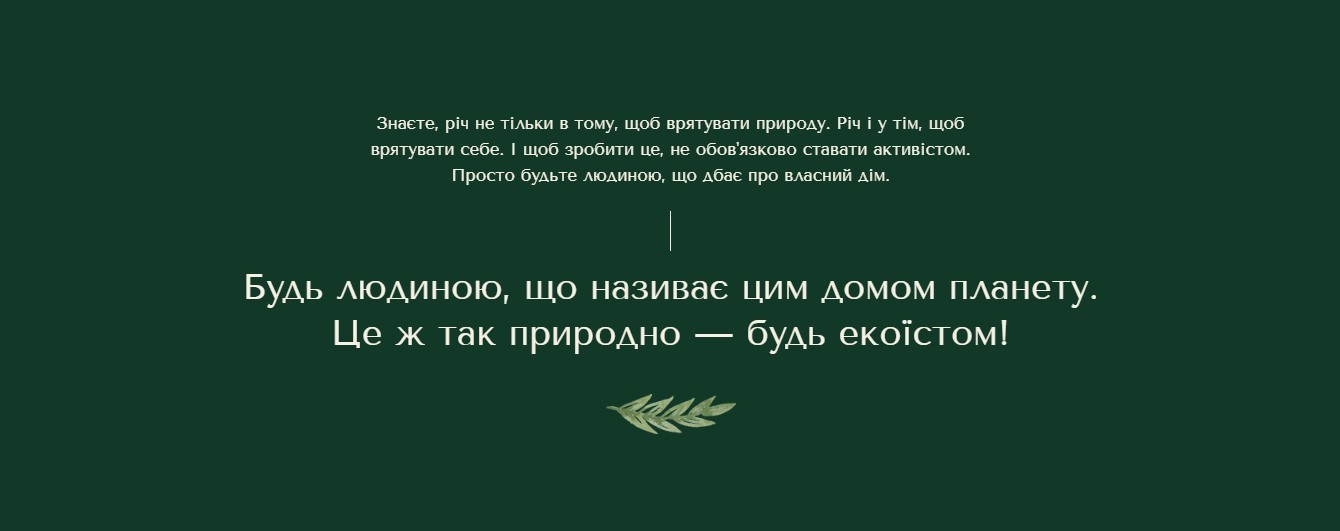 Знаєте, річ не тільки в тому, щоб врятувати природу. Річ і у тім, щоб
врятувати себе. І щоб зробити це, не обов'язково ставати активістом.
Просто будьте людиною, що дбає про власний дім.
Будь людиною, що називає цим домом планету.
Це ж так природно — будь екоїстом!